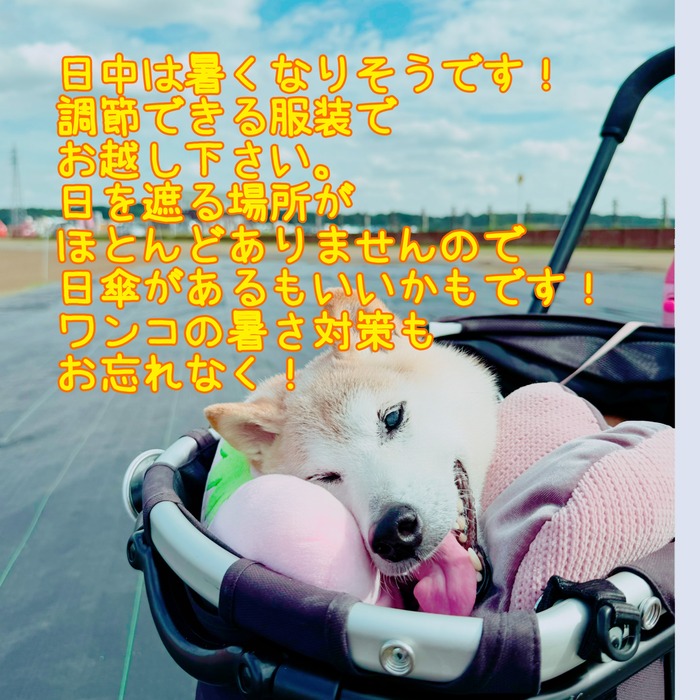 日中は暑くなりそうです！
調節できる服装で
お越し下さい。
日を遮る場所が
ほとんどありませんので
日傘があるもいいかもです！
ワンコの暑さ対策も
お忘れなく！